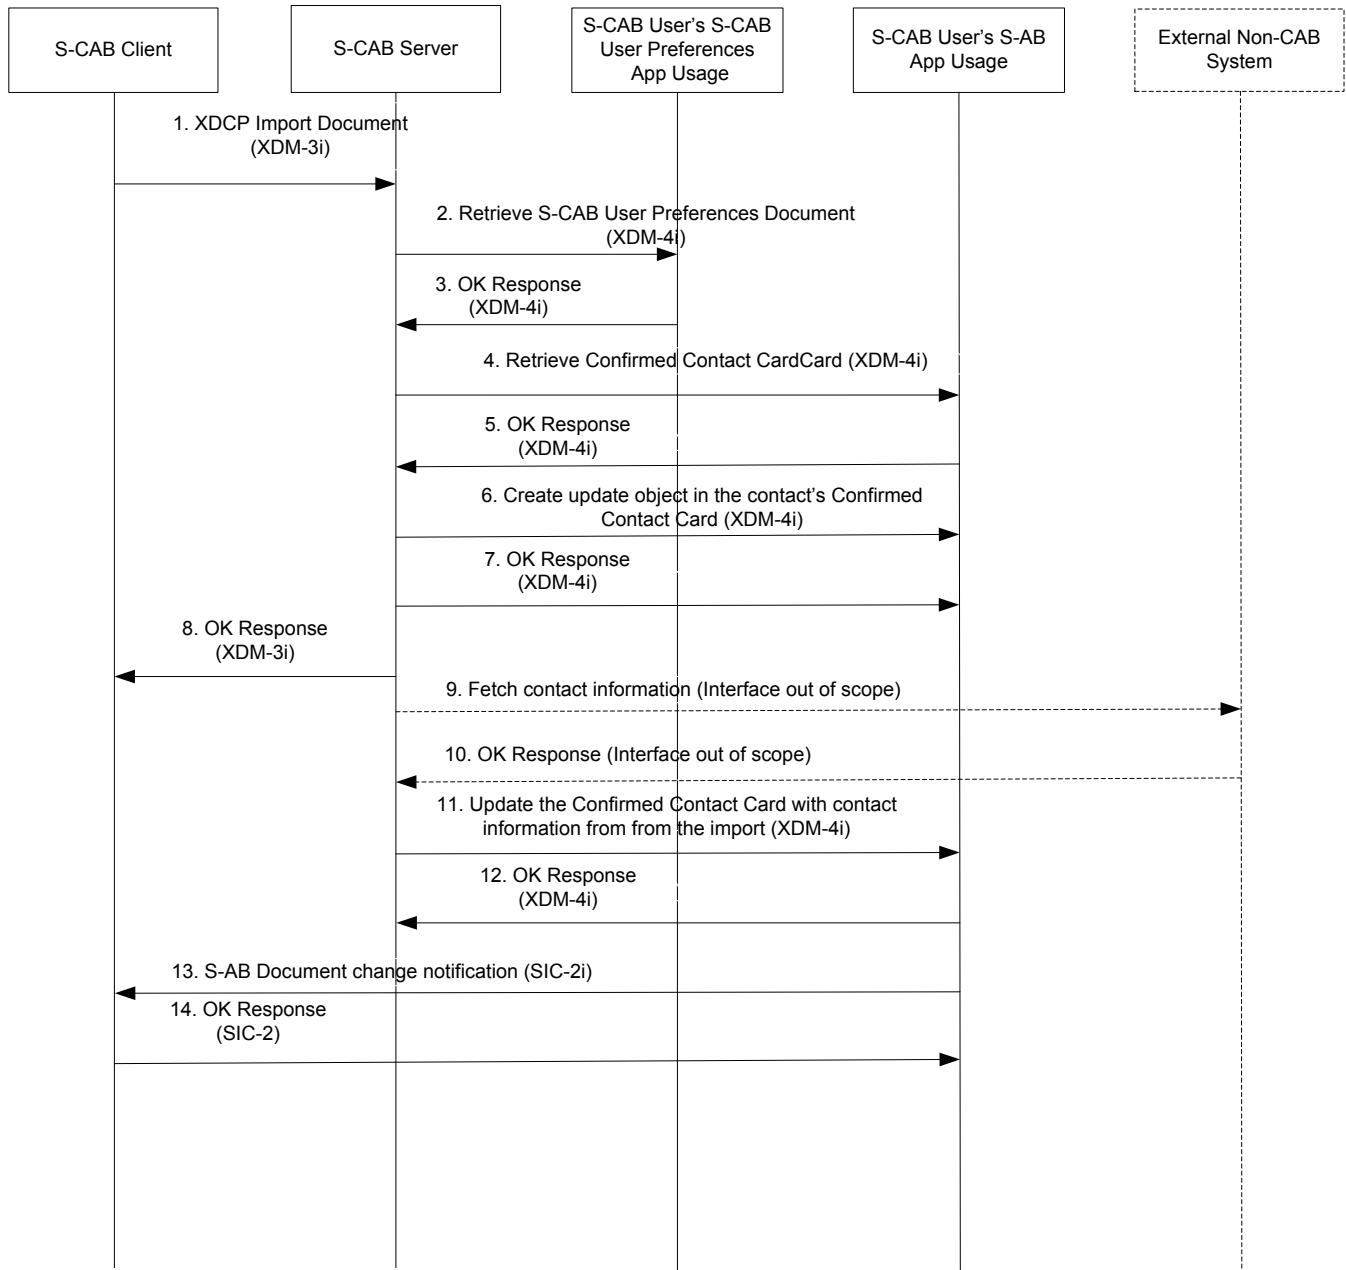 S-CAB Client
S-CAB Server
S-CAB User’s S-CAB
User Preferences
App Usage
S-CAB User’s S-AB
App Usage
External Non-CAB
System
1. XDCP Import Document
(XDM-3i)
2. Retrieve S-CAB User Preferences Document
(XDM-4i)
3. OK Response
(XDM-4i)
4. Retrieve Confirmed Contact CardCard (XDM-4i)
5. OK Response
(XDM-4i)
6. Create update object in the contact’s Confirmed
Contact Card (XDM-4i)
7. OK Response
(XDM-4i)
8. OK Response
(XDM-3i)
9. Fetch contact information (Interface out of scope)
10. OK Response (Interface out of scope)
11. Update the Confirmed Contact Card with contact
information from from the import (XDM-4i)
12. OK Response
(XDM-4i)
13. S-AB Document change notification (SIC-2i)
14. OK Response
(SIC-2)